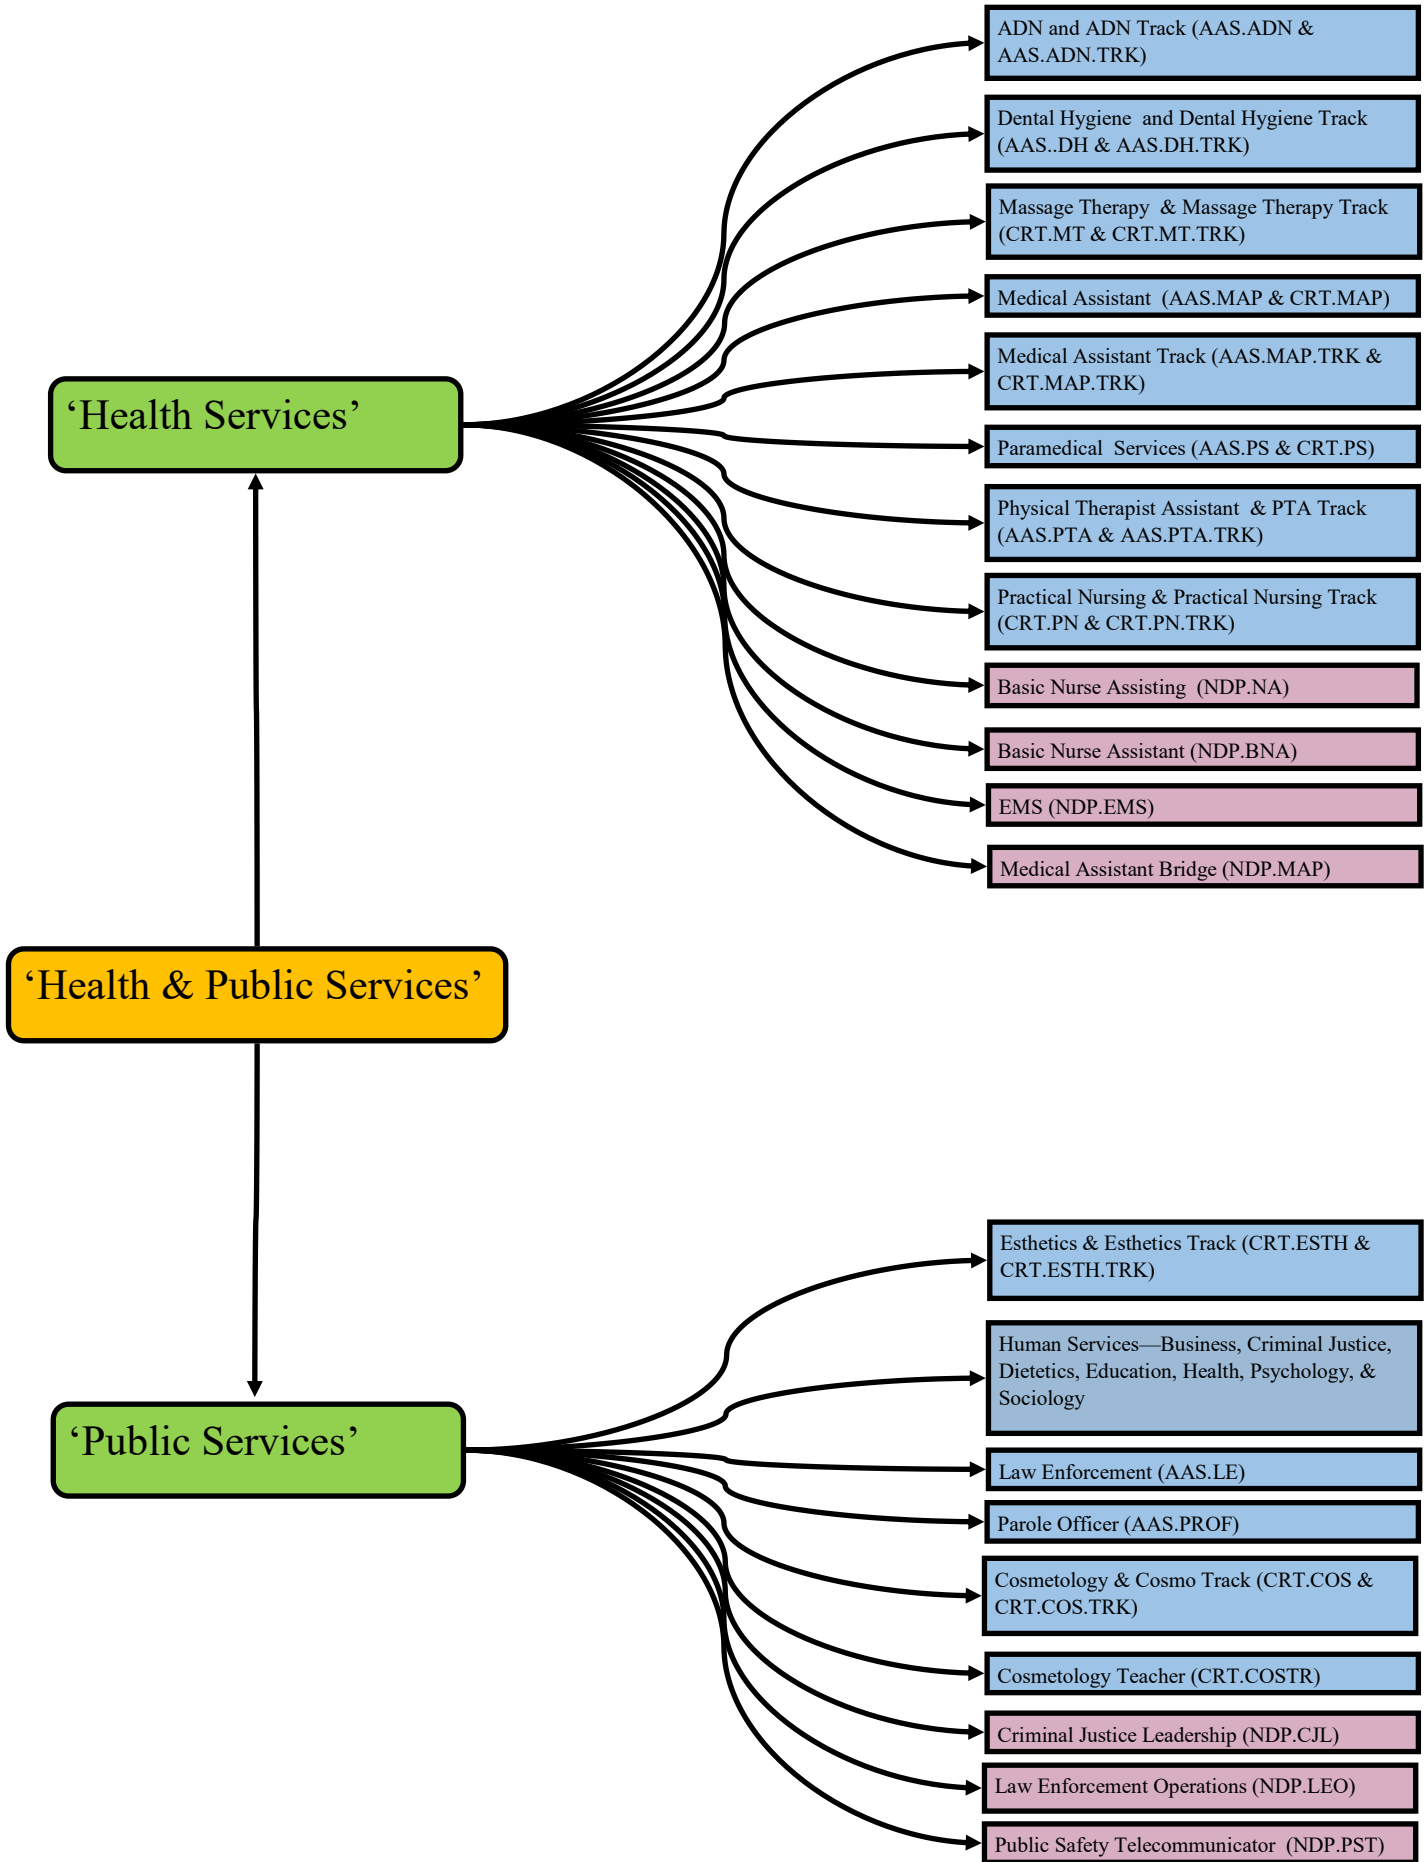 ADN and ADN Track (AAS.ADN &
AAS.ADN.TRK)
Dental Hygiene and Dental Hygiene Track
(AAS..DH & AAS.DH.TRK)
Massage Therapy & Massage Therapy Track
(CRT.MT & CRT.MT.TRK)
Medical Assistant (AAS.MAP & CRT.MAP)
Medical Assistant Track (AAS.MAP.TRK &
CRT.MAP.TRK)
‘Health Services’
Paramedical Services (AAS.PS & CRT.PS)
Physical Therapist Assistant & PTA Track
(AAS.PTA & AAS.PTA.TRK)
Practical Nursing & Practical Nursing Track
(CRT.PN & CRT.PN.TRK)
Basic Nurse Assisting (NDP.NA)
Basic Nurse Assistant (NDP.BNA)
EMS (NDP.EMS)
Medical Assistant Bridge (NDP.MAP)
‘Health & Public Services’
Esthetics & Esthetics Track (CRT.ESTH &
CRT.ESTH.TRK)
Human Services—Business, Criminal Justice,
Dietetics, Education, Health, Psychology, &
Sociology
‘Public Services’
Law Enforcement (AAS.LE)
Parole Officer (AAS.PROF)
Cosmetology & Cosmo Track (CRT.COS &
CRT.COS.TRK)
Cosmetology Teacher (CRT.COSTR)
Criminal Justice Leadership (NDP.CJL)
Law Enforcement Operations (NDP.LEO)
Public Safety Telecommunicator (NDP.PST)